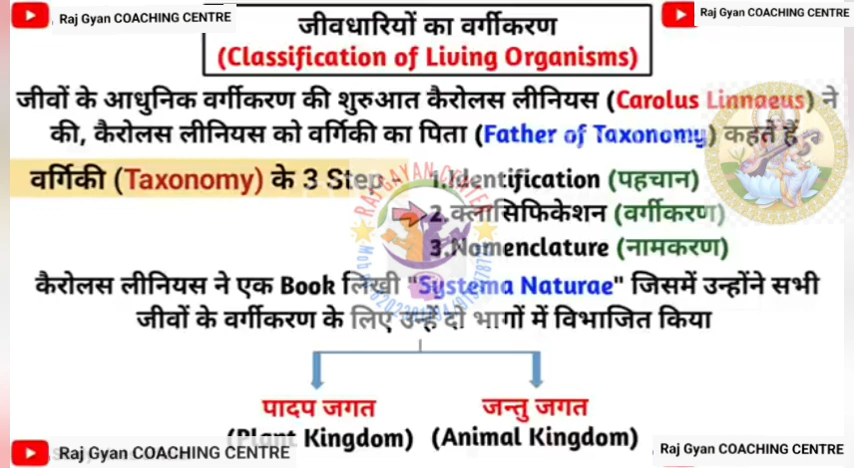 Raj Gyan COACHING CENTRE
Raj Gyan COACHING CENTRE
जीवधारियों का वर्गीकरण
(Classification of Living Organisms)
जीवों के आधुनिक वर्गीकरण की शुरुआत कैरोलस लीनियस (Carolus Linnaeus) ने
की, कैरोलस लीनियस को वर्गिकी का पिता (Father of Taxonomy) कहते हैं
वर्गिकी (Taxonomy) के 3 Step
1.Identification (पहचान)
2.क्लासिफिकेशन (वर्गीकरण)
3.Nomenclature (नामकरण)
कैरोलस लीनियस ने एक Book लिखी "Systema Naturae" जिसमें उन्होंने सभी
जीवों के वर्गीकरण के लिए उन्हें दो भागों में विभाजित किया
पादप जगत
(Plant Kingdom)
जन्तु जगत
(Animal Kingdom)
RAJ GAYAN CENTER
Raj Gyan COACHING CENTRE
Raj Gyan COACHING CENTRE